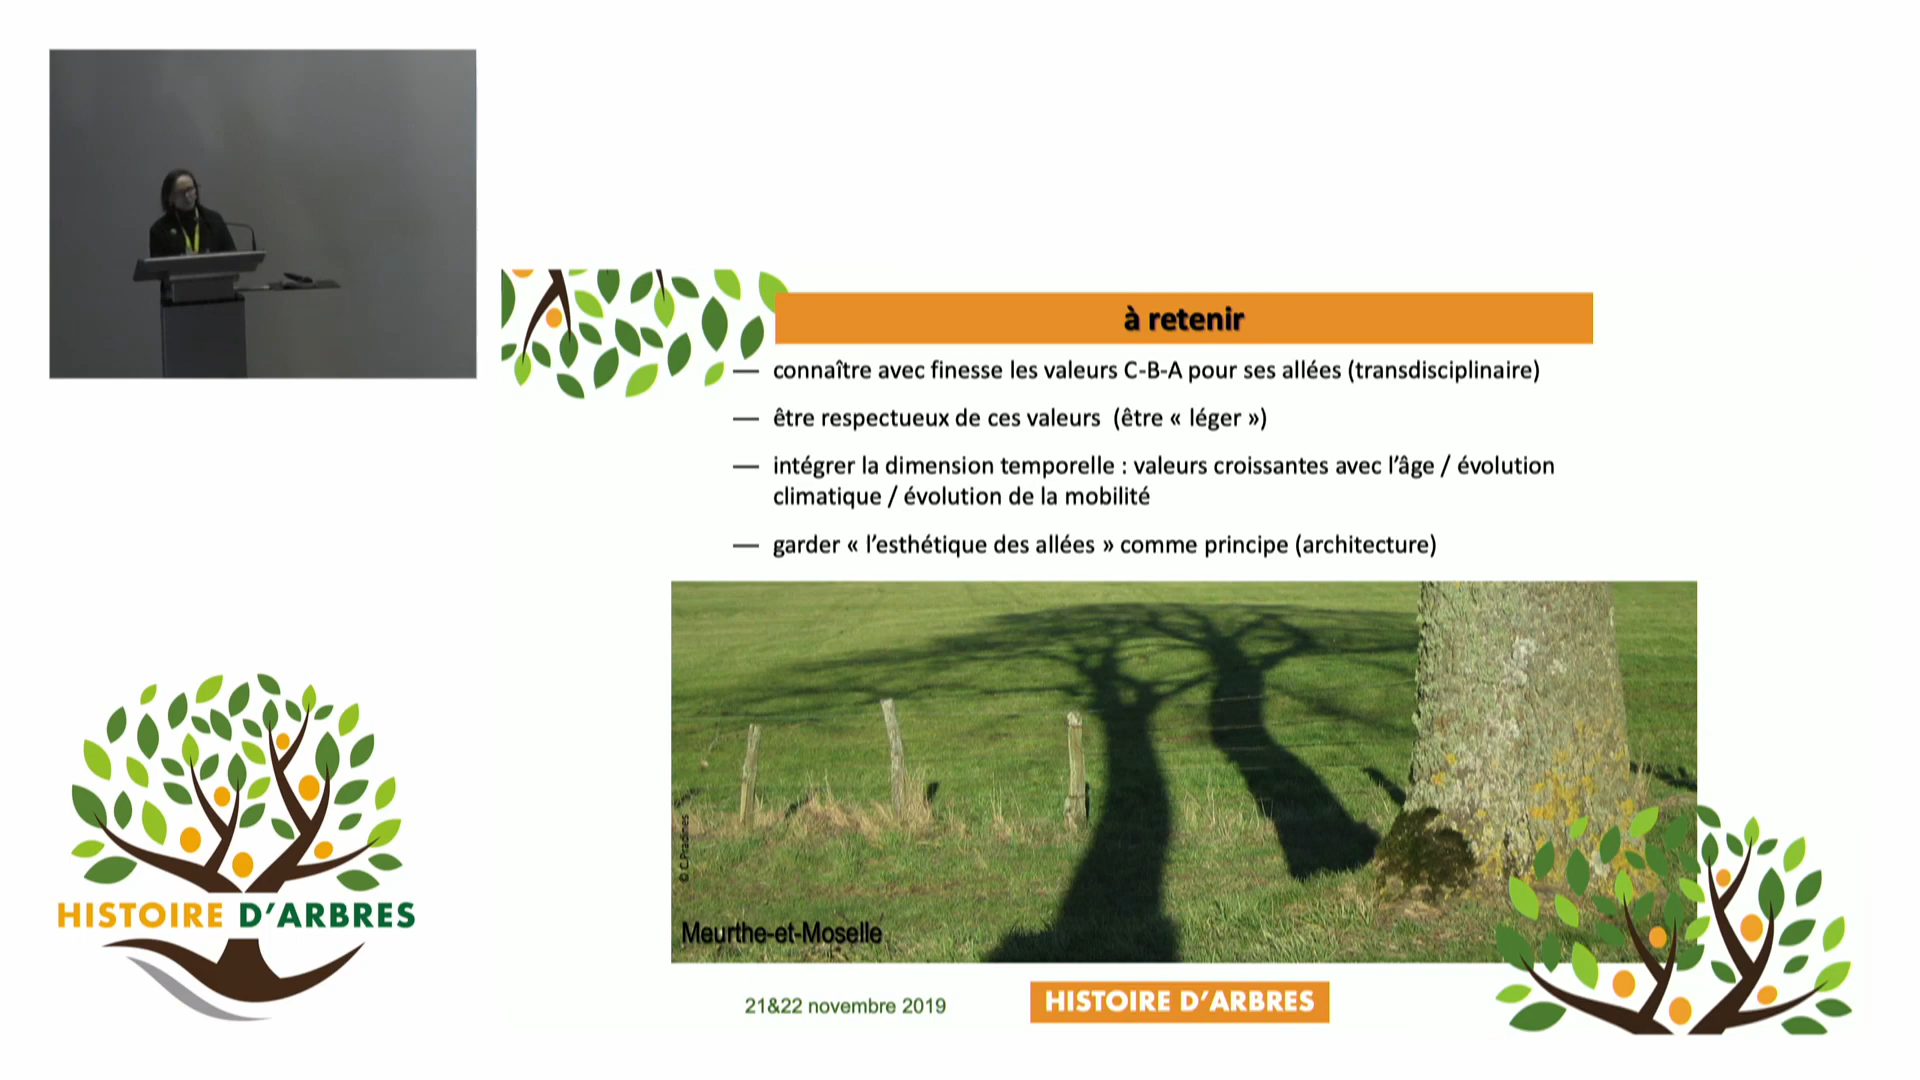 à retenir
— connaître avec finesse les valeurs C-B-A pour ses allées (transdisciplinaire)
— être respectueux de ces valeurs (être « léger »)
— intégrer la dimension temporelle : valeurs croissantes avec l'âge / évolution
climatique / évolution de la mobilité
— garder « l'esthétique des allées » comme principe (architecture)
© C.Pradines
Meurthe-et-Moselle
HISTOIRE D'ARBRES
21&22 novembre 2019
HISTOIRE D'ARBRES